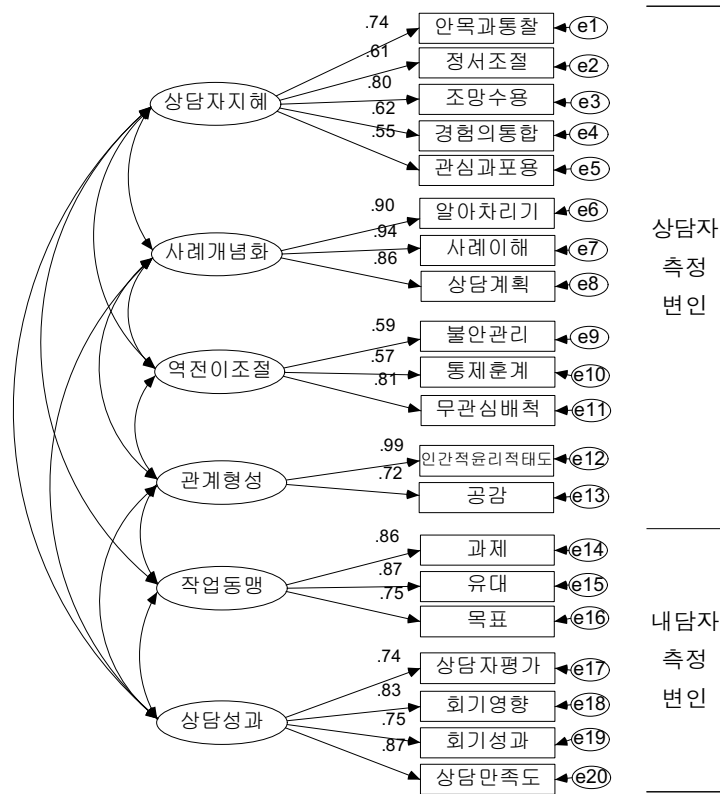 .74
안목과통찰
e1
.61
정서조절
e2
.80
조망수용
e3
상담자지혜
.62
경험의통합
e4
.55
관심과포용
e5
.90
알아차리기
e6
.94
사례이해
e7
사례개념화
.86
상담계획
e8
상담자
측정
변인
.59
불안관리
e9
.57
통제훈계
e10
역전이조절
.81
무관심배척
e11
.99
인간적윤리적태도
e12
관계형성
.72
공감
e13
.86
과제
e14
.87
유대
e15
작업동맹
.75
목표
e16
내담자
측정
변인
.74
상담자평가
e17
.83
회기영향
e18
상담성과
.75
회기성과
e19
.87
상담만족도
e20